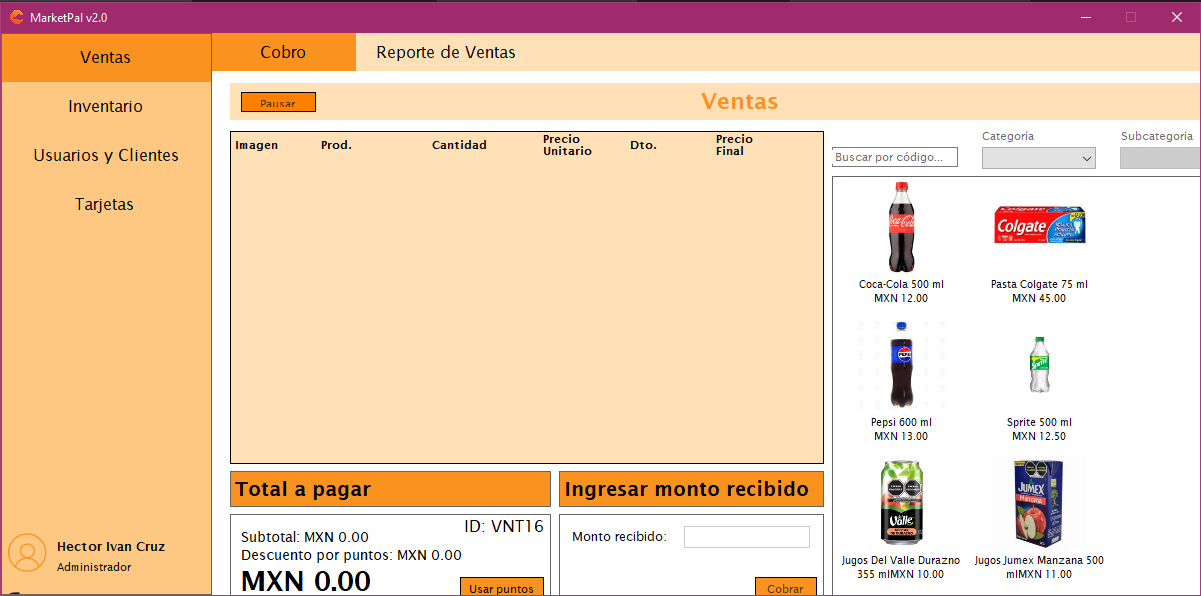 MarketPal v2.0
Ventas
Inventario
Usuarios y Clientes
Tarjetas
Hector Ivan Cruz
Administrador
Cobro
Reporte de Ventas
Pausar
Ventas
Imagen
Prod.
Cantidad
Precio
Unitario
Dto.
Precio
Final
Total a pagar
ID: VNT16
Subtotal: MXN 0.00
Descuento por puntos: MXN 0.00
MXN 0.00
Usar puntos
Ingresar monto recibido
Monto recibido:
Cobrar
Buscar por código...
Categoría
Subcategoría
Coca-Cola
Coca-Cola 500 ml
MXN 12.00
Colgate
Pasta Colgate 75 ml
MXN 45.00
PEPSI
Pepsi 600 ml
MXN 13.00
Sprite
Sprite 500 ml
MXN 12.50
Valle
Jugos Del Valle Durazno
355 mlMXN 10.00
JUMEX
Manzana
Jugos Jumex Manzana 500
mlMXN 11.00